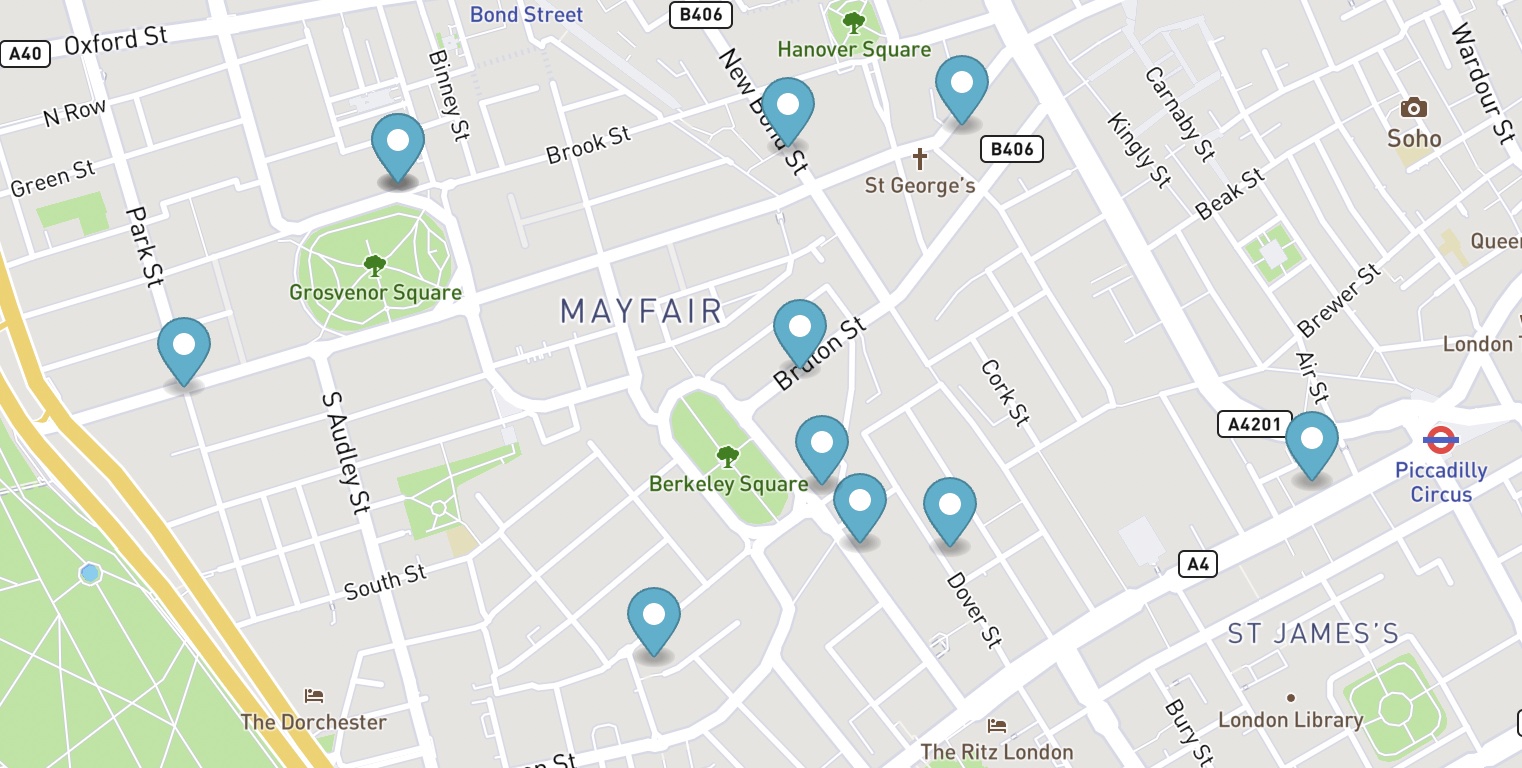 Bond Street
B406
Hanover Square
A40
Oxford St
N Row
Binney St
New Bond St
Wardour St
Carnaby St
Kingly St
Soho
Brook St
B406
Green St
St George's
Beak St
Park St
Queen
Grosvenor Square
MAYFAIR
Brewer St
Bruton St
London
Air St
Cork St
S Audley St
A4201
Berkeley Square
Piccadilly
Circus
A4
South St
Dover St
ST JAMES'S
The Dorchester
London Library
Bury St
The Ritz London
on St